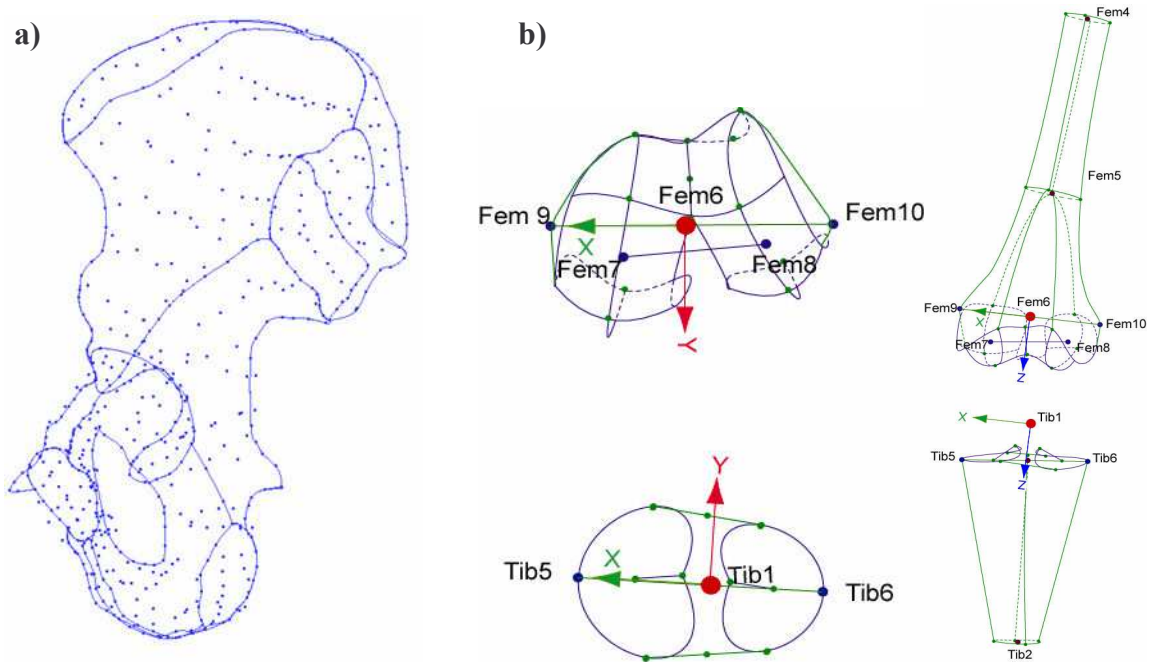 a)
b)
Fem 9
Fem6
Fem10
X
Fem7
Fem8
Y
Y
Tib5
X
Tib1
Tib6
Fem4
Fem5
Fem9
Fem6
X
Fem10
Fem7
Fem8
Z
X
Tib1
Tib5
Tib6
Z
Tib2